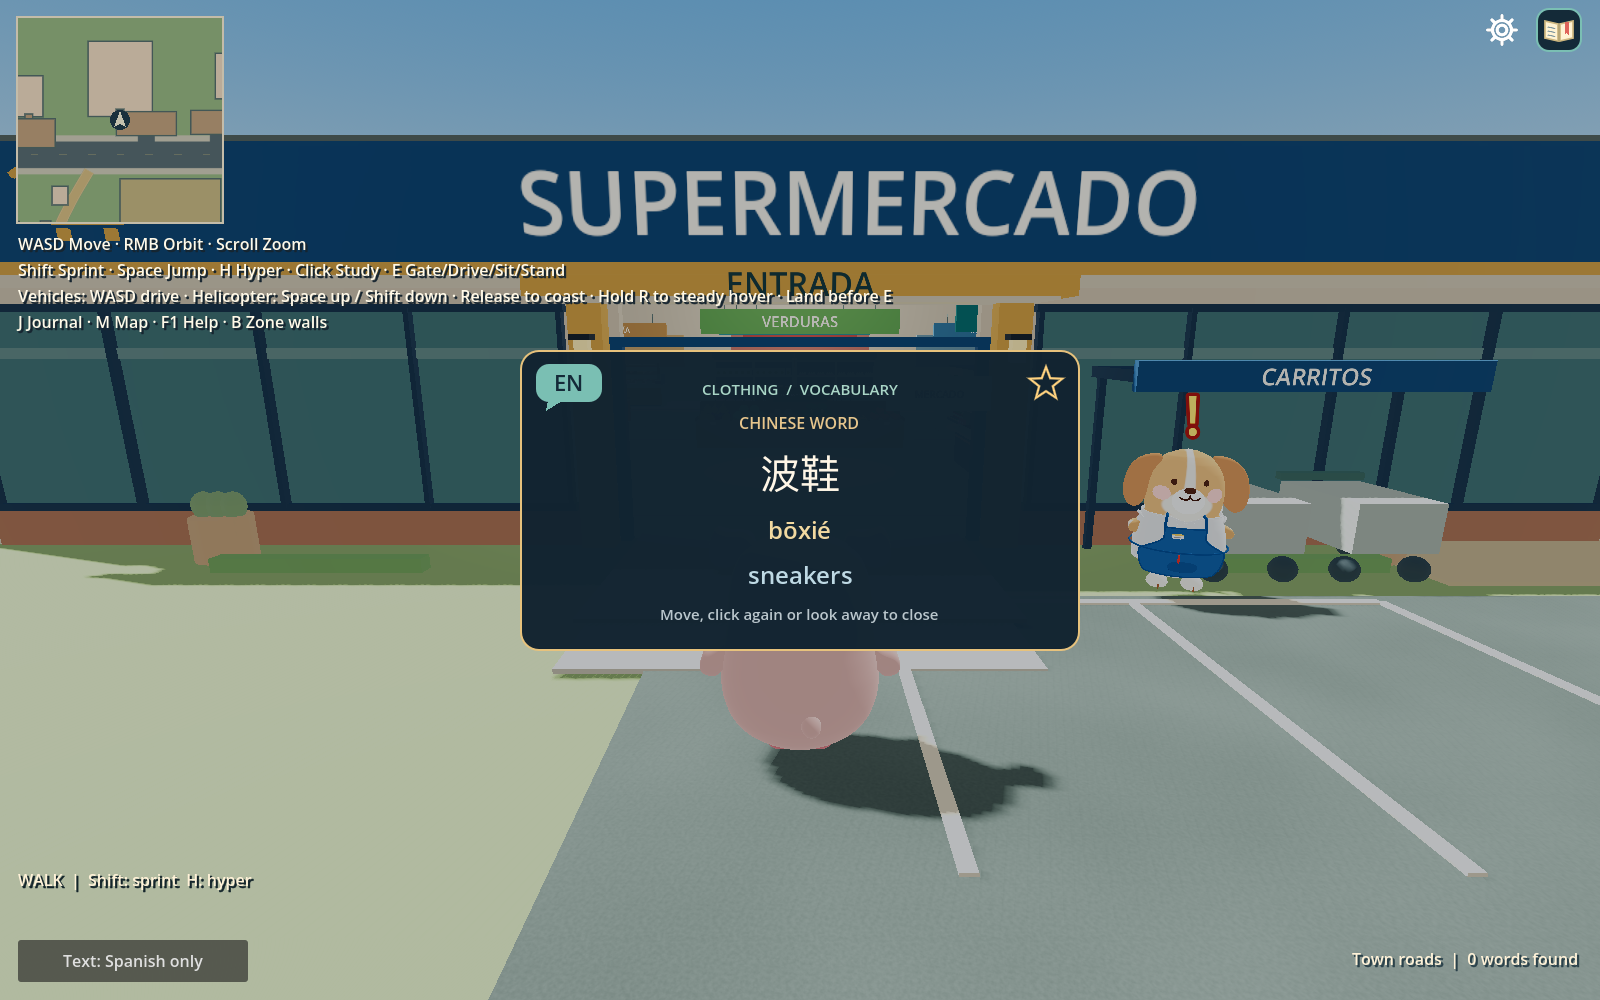 SUPERMERCADO
WASD Move · RMB Orbit · Scroll Zoom
Shift Sprint · Space Jump · H Hyper · Click Study · E Gate/Drive/Sit/Stand
ENTRADA
Vehicles: WASD drive · Helicopter: Space up / Shift down · Release to coast · Hold R to steady hover · Land before E
J Journal · M Map · F1 Help · B Zone walls
VERDURAS
CARRITOS
EN
CLOTHING / VOCABULARY
CHINESE WORD
波鞋
bōxié
sneakers
Move, click again or look away to close
WALK | Shift: sprint H: hyper
Text: Spanish only
Town roads | 0 words found